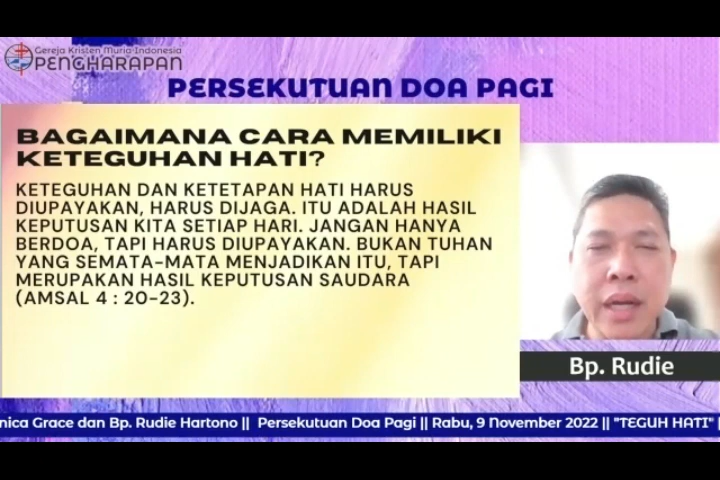 Gereja Kristen Muria Indonesia
PENGHARAPAN
PERSEKUTUAN DOA PAGI
BAGAIMANA CARA MEMILIKI
KETEGUHAN HATI?
KETEGUHAN DAN KETETAPAN HATI HARUS
DIUPAYAKAN, HARUS DIJAGA. ITU ADALAH HASIL
KEPUTUSAN KITA SETIAP HARI. JANGAN HANYA
BERDOA, TAPI HARUS DIUPAYAKAN. BUKAN TUHAN
YANG SEMATA-MATA MENJADIKAN ITU, TAPI
MERUPAKAN HASIL KEPUTUSAN SAUDARA
(AMSAL 4 : 20-23).
Bp. Rudie
nica Grace dan Bp. Rudie Hartono || Persekutuan Doa Pagi || Rabu, 9 November 2022 || "TEGUH HATI" |